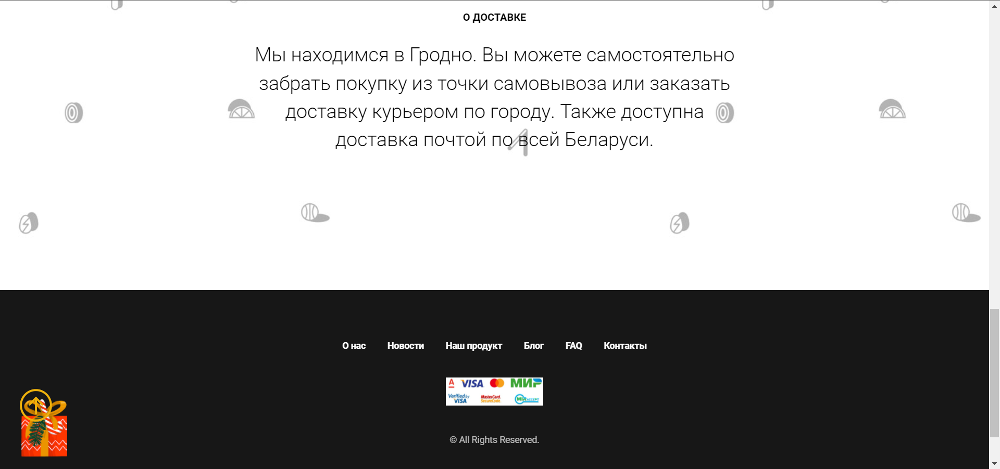 О ДОСТАВКЕ
Мы находимся в Гродно. Вы можете самостоятельно
забрать покупку из точки самовывоза или заказать
доставку курьером по городу. Также доступна
доставка почтой по всей Беларуси.
О нас Новости Наш продукт Блог FAQ Контакты
A VISA МИР
Verified by VISA MasterCard. SecureCode. MIR ACCEPT
© All Rights Reserved.